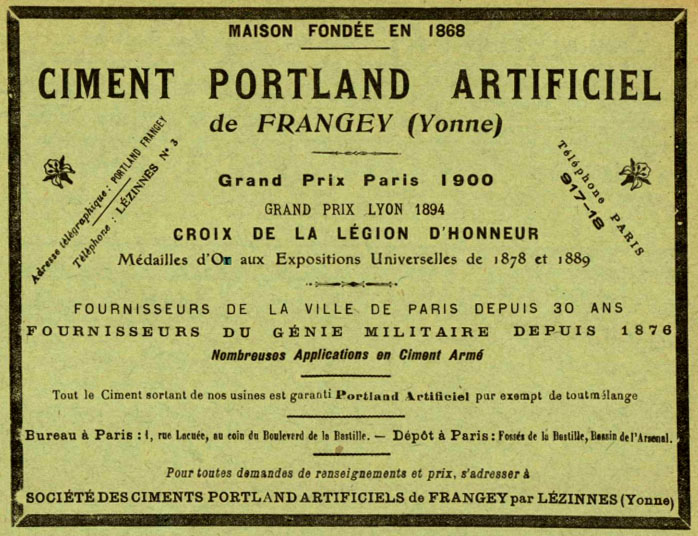 MAISON FONDÉE EN 1868
CIMENT PORTLAND ARTIFICIEL
de FRANGEY (Yonne)
Adresse télégraphique: PORTLAND FRANGEY
Téléphone: LÉZINNES N° 3
Téléphone PARIS
917-18
Grand Prix Paris 1900
GRAND PRIX LYON 1894
CROIX DE LA LÉGION D'HONNEUR
Médailles d'Or aux Expositions Universelles de 1878 et 1889
FOURNISSEURS DE LA VILLE DE PARIS DEPUIS 30 ANS
FOURNISSEURS DU GÉNIE MILITAIRE DEPUIS 1876
Nombreuses Applications en Ciment Armé
Tout le Ciment sortant de nos usines est garanti Portland Artificiel pur exempt de toutmélange
Bureau à Paris : 1, rue Lacuée, au coin du Boulevard de la Bastille. — Dépôt à Paris : Fossés de la Bastille, Bassin de l'Arsenal.
Pour toutes demandes de renseignements et prix, s'adresser à
SOCIÉTÉ DES CIMENTS PORTLAND ARTIFICIELS de FRANGEY par LÉZINNES (Yonne)